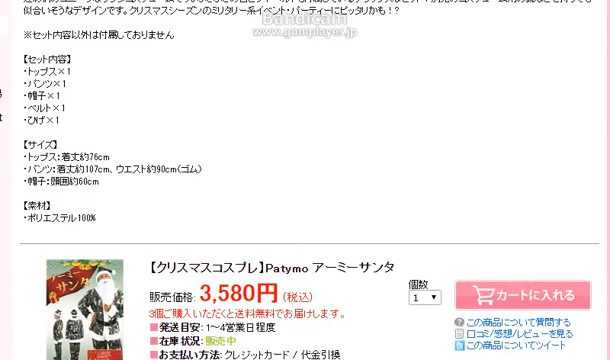 似合いそうなデザインです。クリスマスシーズンのミリタリー系イベント・パーティーにピッタリかも！？
Bandicam
www.gomplayer.jp
※セット内容以外は付属しておりません
【セット内容】
・トップス×1
・パンツ×1
・帽子×1
・ベルト×1
・ひげ×1
【サイズ】
・トップス：着丈約76cm
・パンツ：着丈約107cm、ウエスト約90cm（ゴム）
・帽子：頭囲約60cm
【素材】
・ポリエステル100%
アーミー
サンタ
【クリスマスコスプレ】Patymo アーミーサンタ
販売価格: 3,580円 （税込）
3個ご購入いただくと送料無料でお届けします。
■発送目安: 1～4営業日程度
■在庫状況: 販売中
■お支払い方法: クレジットカード / 代金引換
個数
1
カートに入れる
この商品について質問する
口コミ/感想/レビューを見る
この商品についてツイート